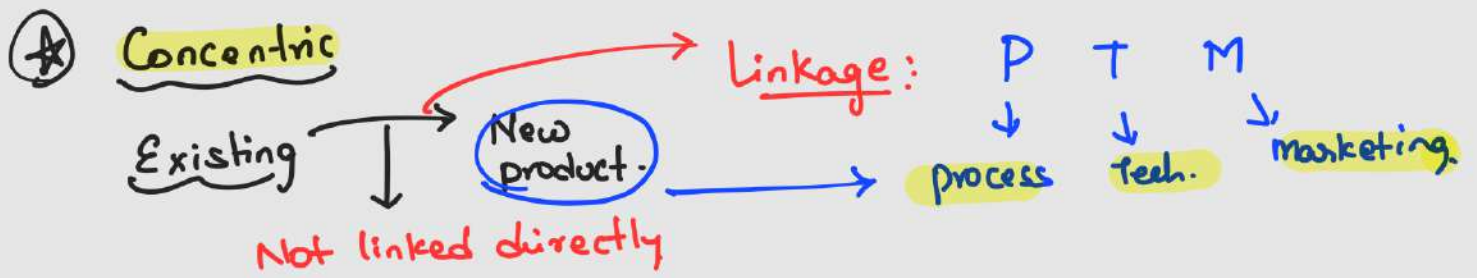 Concentric
Linkage: P T M
Existing New product.
process Tech. Marketing.
Not linked directly